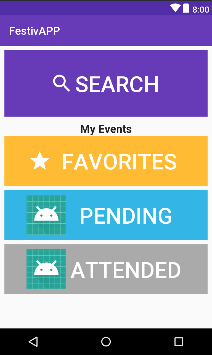 8:00
FestivAPP
SEARCH
My Events
FAVORITES
PENDING
ATTENDED